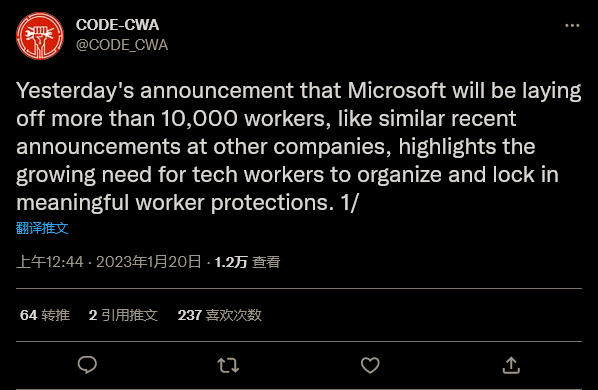 CODE-CWA
@CODE_CWA
Yesterday's announcement that Microsoft will be laying
off more than 10,000 workers, like similar recent
announcements at other companies, highlights the
growing need for tech workers to organize and lock in
meaningful worker protections. 1/
翻译推文
上午12:44 · 2023年1月20日 · 1.2万 查看
64 转推 2 引用推文 237 喜欢次数